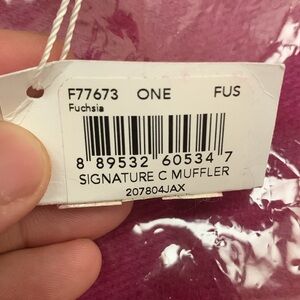 F77673 ONE FUS
Fuchsia
8 89532 60534 7
SIGNATURE C MUFFLER
207804JAX